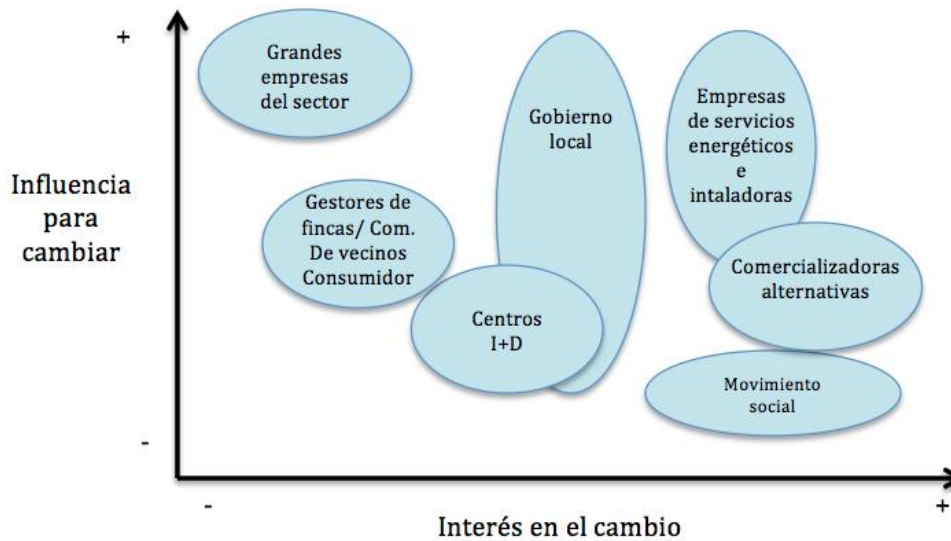 +
Grandes
empresas
del sector
Gobierno
local
Empresas
de servicios
energéticos
e
intaladoras
Influencia
para
cambiar
Gestores de
fincas/ Com.
De vecinos
Consumidor
Comercializadoras
alternativas
Centros
I+D
Movimiento
social
-
-
+
Interés en el cambio